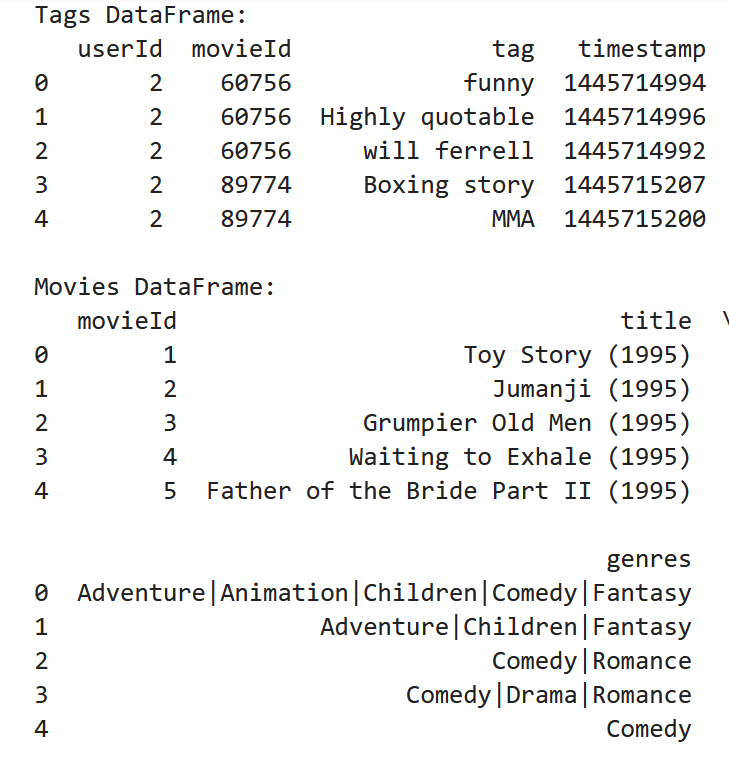 Tags DataFrame:
   userId  movieId              tag   timestamp
0       2    60756            funny  1445714994
1       2    60756  Highly quotable  1445714996
2       2    60756     will ferrell  1445714992
3       2    89774     Boxing story  1445715207
4       2    89774              MMA  1445715200

Movies DataFrame:
   movieId                               title  \
0        1                    Toy Story (1995)
1        2                      Jumanji (1995)
2        3             Grumpier Old Men (1995)
3        4            Waiting to Exhale (1995)
4        5  Father of the Bride Part II (1995)

                                        genres
0  Adventure|Animation|Children|Comedy|Fantasy
1                   Adventure|Children|Fantasy
2                               Comedy|Romance
3                         Comedy|Drama|Romance
4                                       Comedy